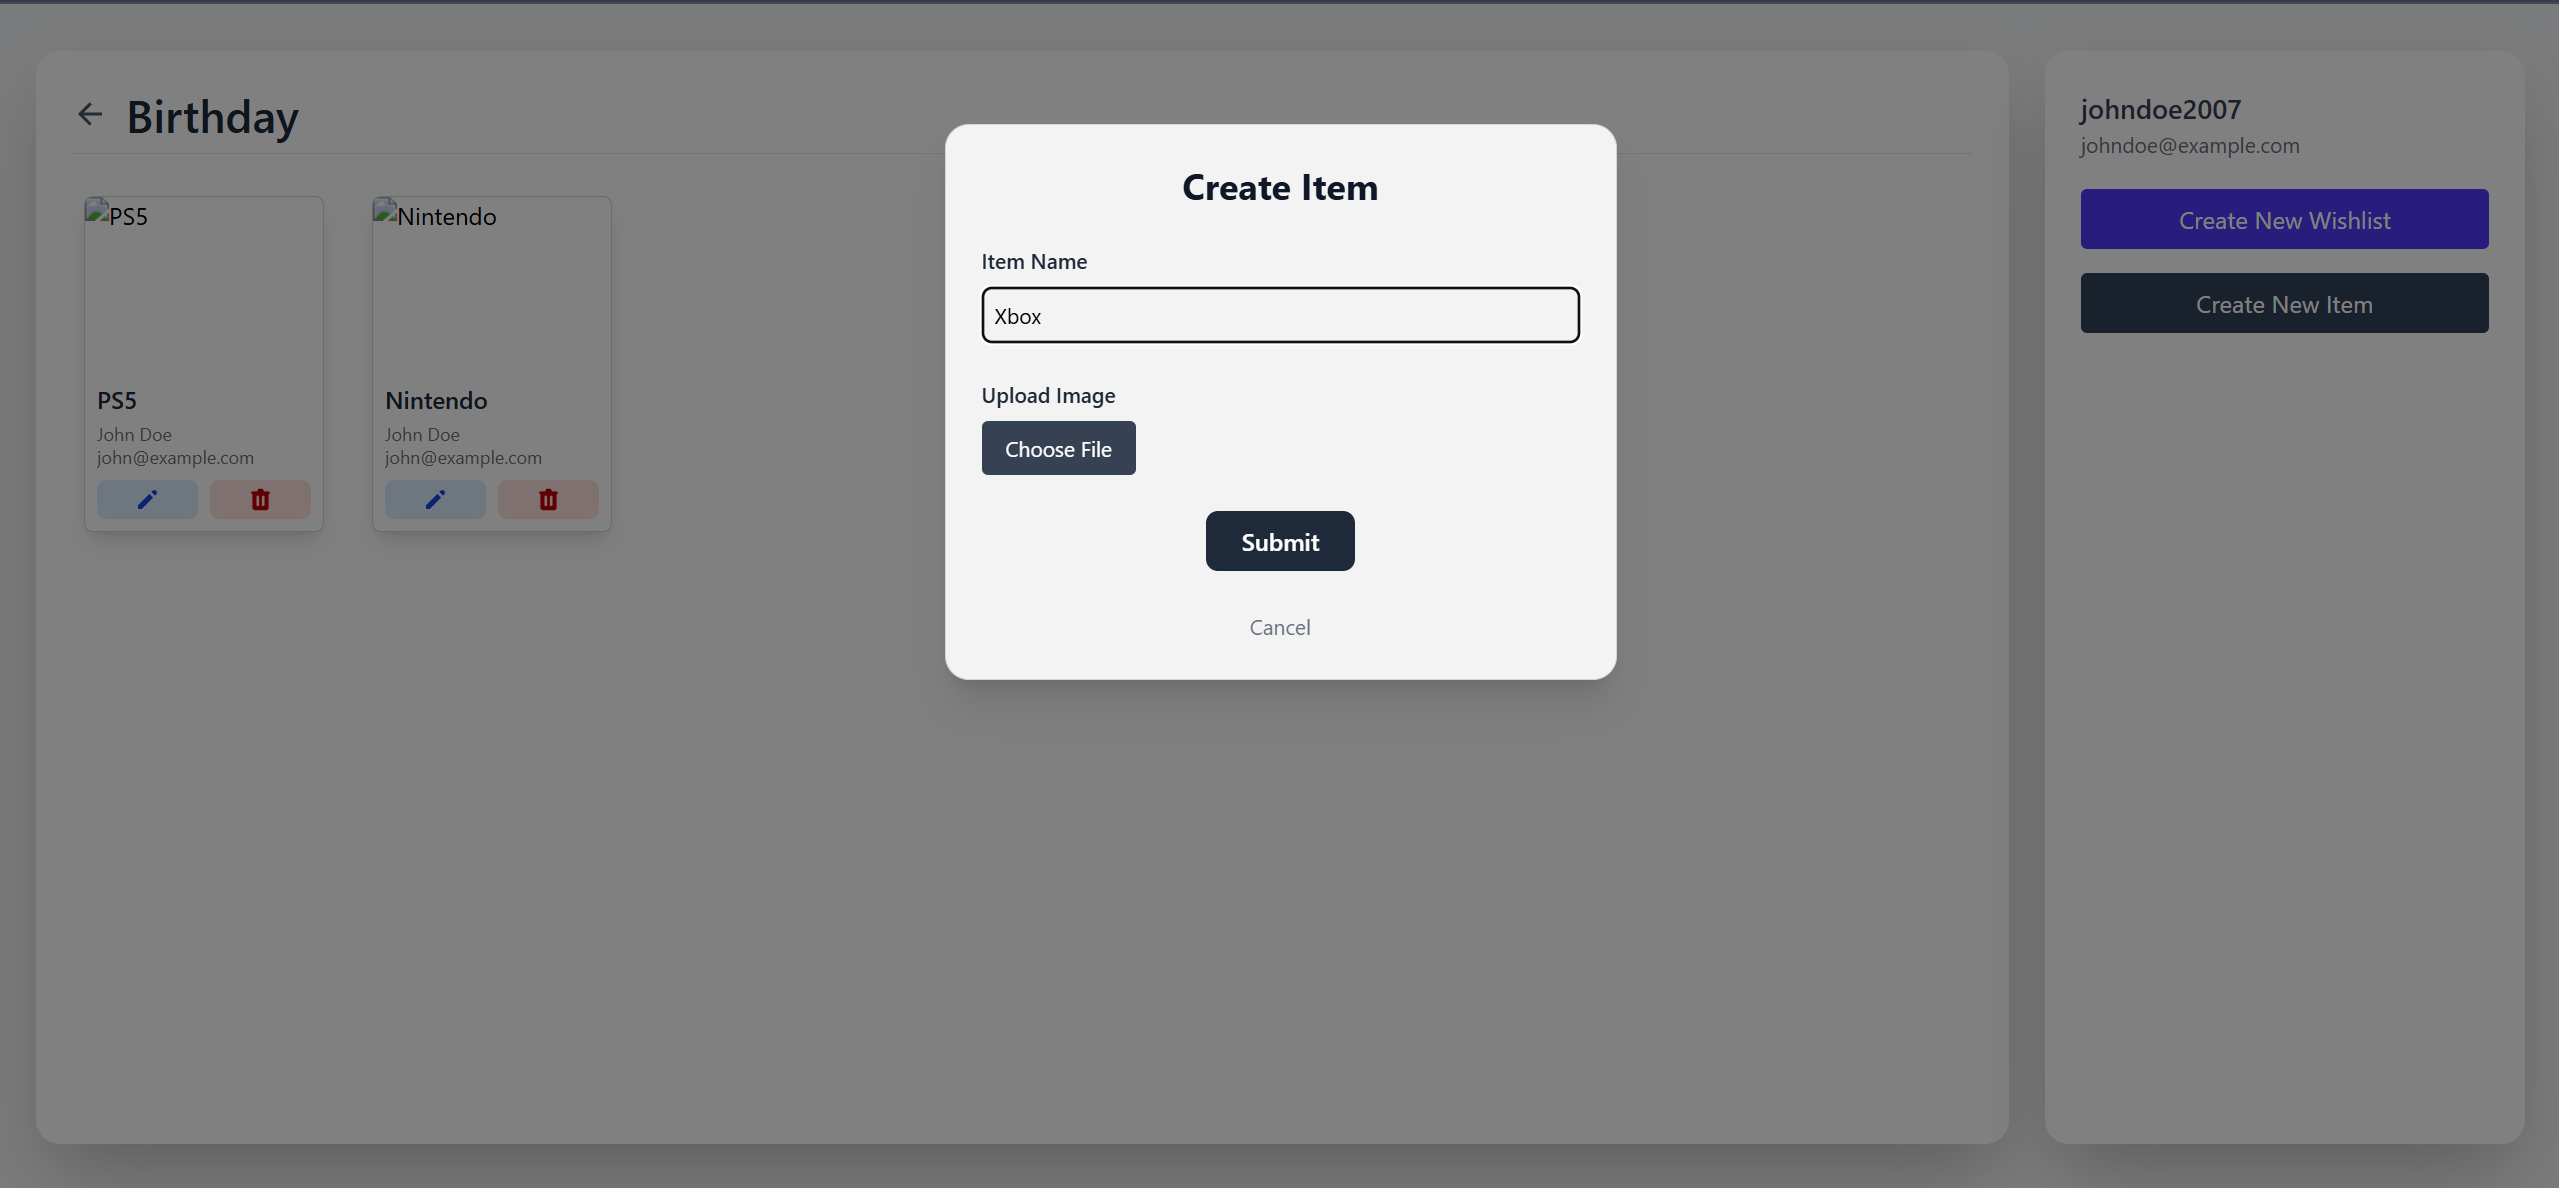 Birthday
PS5
Nintendo
PS5
John Doe
john@example.com
Nintendo
John Doe
john@example.com
Create Item
Item Name
Xbox
Upload Image
Choose File
Submit
Cancel
johndoe2007
johndoe@example.com
Create New Wishlist
Create New Item